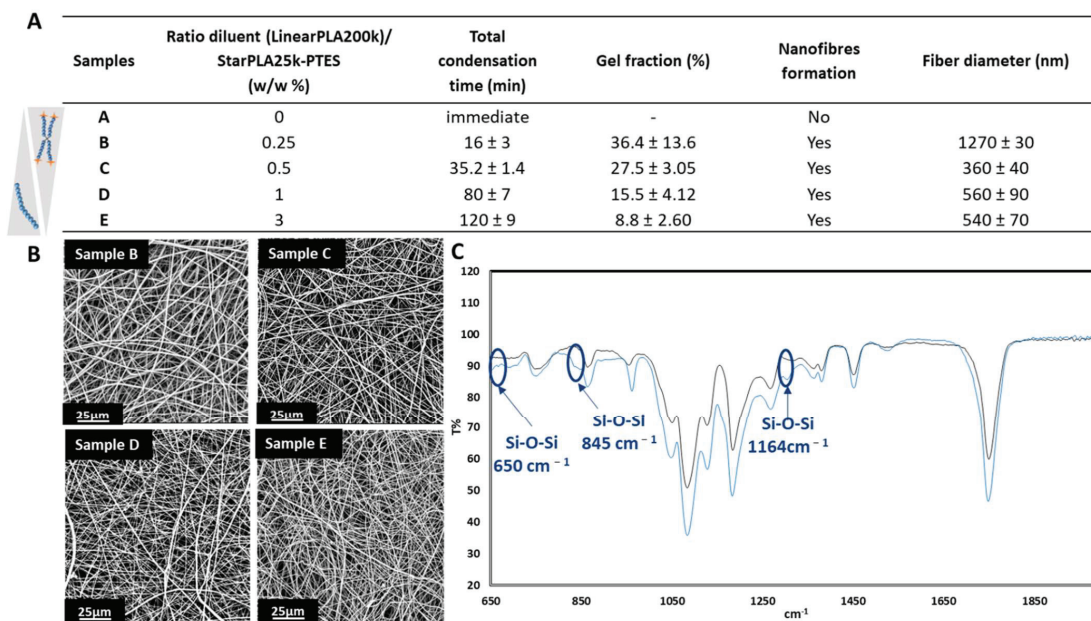 A
Samples Ratio diluent (LinearPLA200k)/ StarPLA25k-PTES (w/w %) Total condensation time (min) Gel fraction (%) Nanofibres formation Fiber diameter (nm)
A 0 immediate - No
B 0.25 16 ± 3 36.4 ± 13.6 Yes 1270 ± 30
C 0.5 35.2 ± 1.4 27.5 ± 3.05 Yes 360 ± 40
D 1 80 ± 7 15.5 ± 4.12 Yes 560 ± 90
E 3 120 ± 9 8.8 ± 2.60 Yes 540 ± 70
B
Sample B
25µm
Sample C
25µm
Sample D
25µm
Sample E
25µm
C
120
110
100
90
80
70
60
50
40
30
20
T%
Si-O-Si
650 cm⁻¹
Si-O-Si
845 cm⁻¹
Si-O-Si
1164cm⁻¹
650 850 1050 1250 1450 1650 1850
cm⁻¹